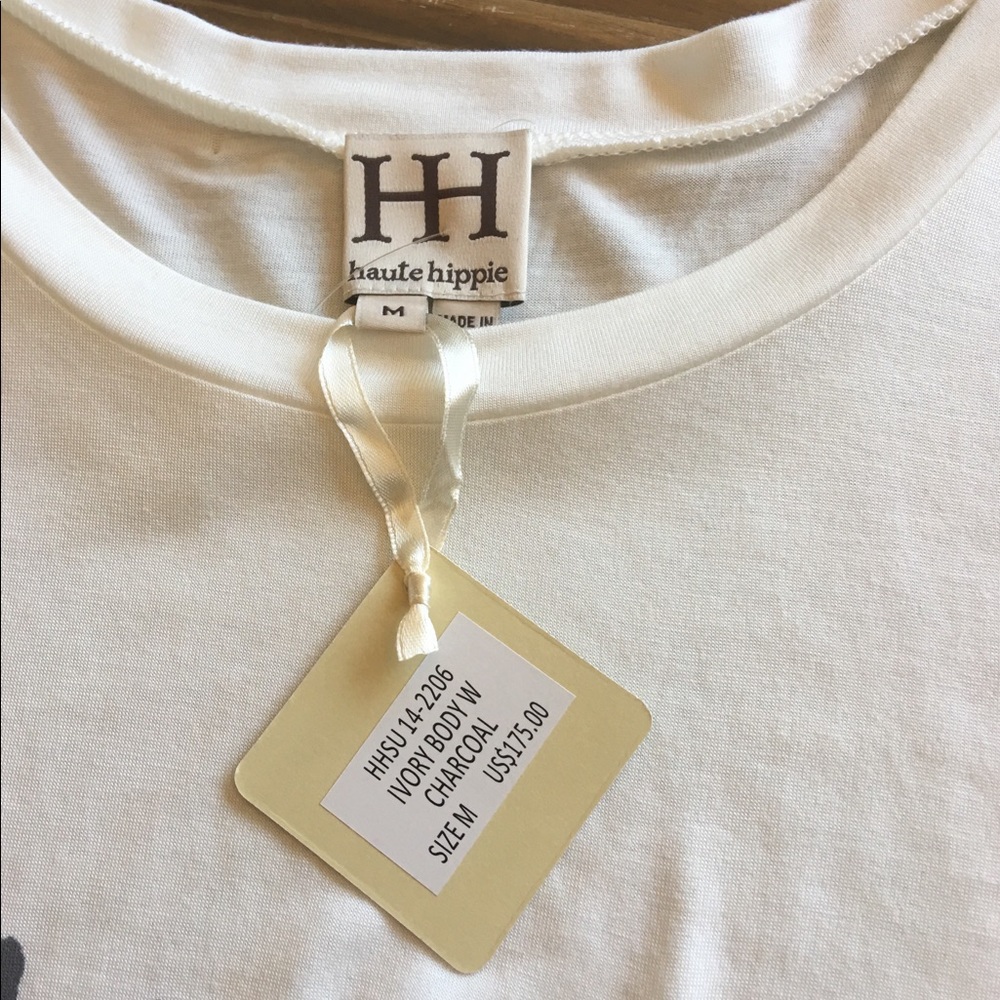 HH
haute hippie
M
MADE IN
HHSU 14-2206
IVORY BODY W
CHARCOAL
SIZE M US$175.00